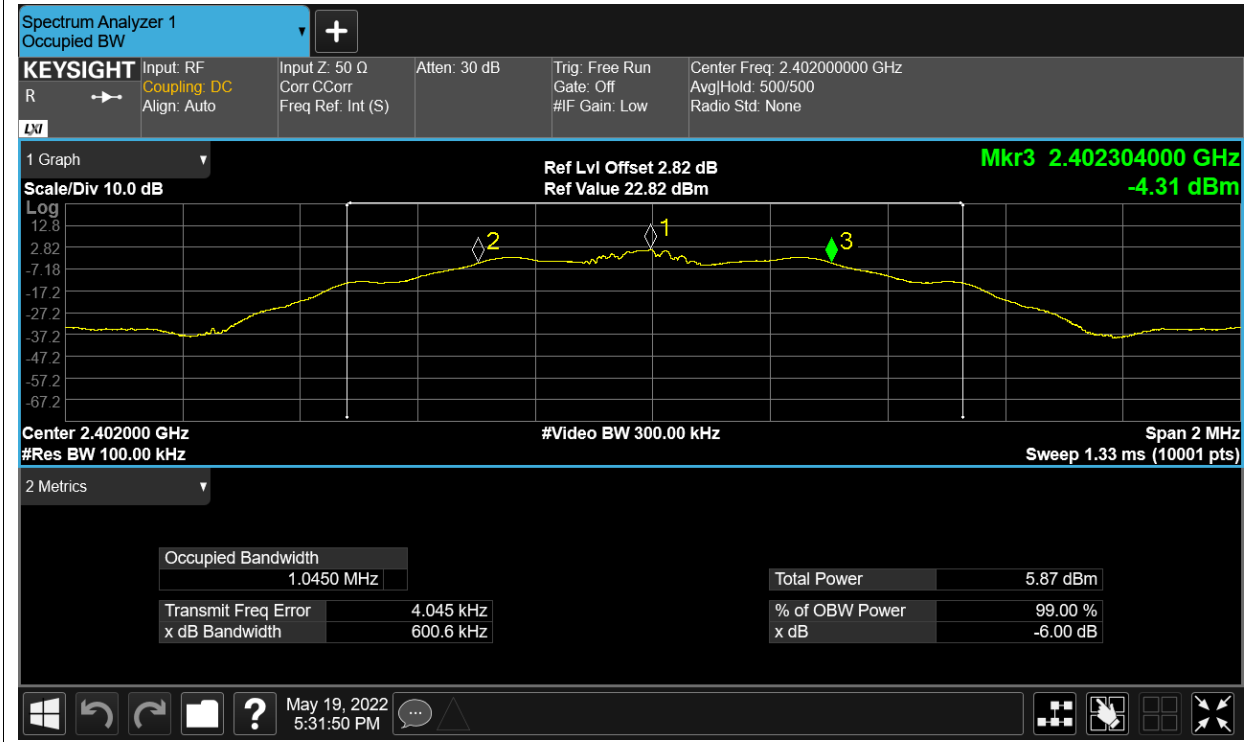 Spectrum Analyzer 1
Occupied BW
KEYSIGHT
R
LXI
Input: RF
Coupling: DC
Align: Auto
Input Z: 50 Ω
Corr CCorr
Freq Ref: Int (S)
Atten: 30 dB
Trig: Free Run
Gate: Off
#IF Gain: Low
Center Freq: 2.402000000 GHz
Avg|Hold: 500/500
Radio Std: None
1 Graph
Scale/Div 10.0 dB
Ref Lvl Offset 2.82 dB
Ref Value 22.82 dBm
Mkr3 2.402304000 GHz
-4.31 dBm
Log
12.8
2.82
-7.18
-17.2
-27.2
-37.2
-47.2
-57.2
-67.2
2
1
3
Center 2.402000 GHz
#Res BW 100.00 kHz
#Video BW 300.00 kHz
Span 2 MHz
Sweep 1.33 ms (10001 pts)
2 Metrics
Occupied Bandwidth
1.0450 MHz
Transmit Freq Error 4.045 kHz
x dB Bandwidth 600.6 kHz
Total Power 5.87 dBm
% of OBW Power 99.00 %
x dB -6.00 dB
?
May 19, 2022
5:31:50 PM